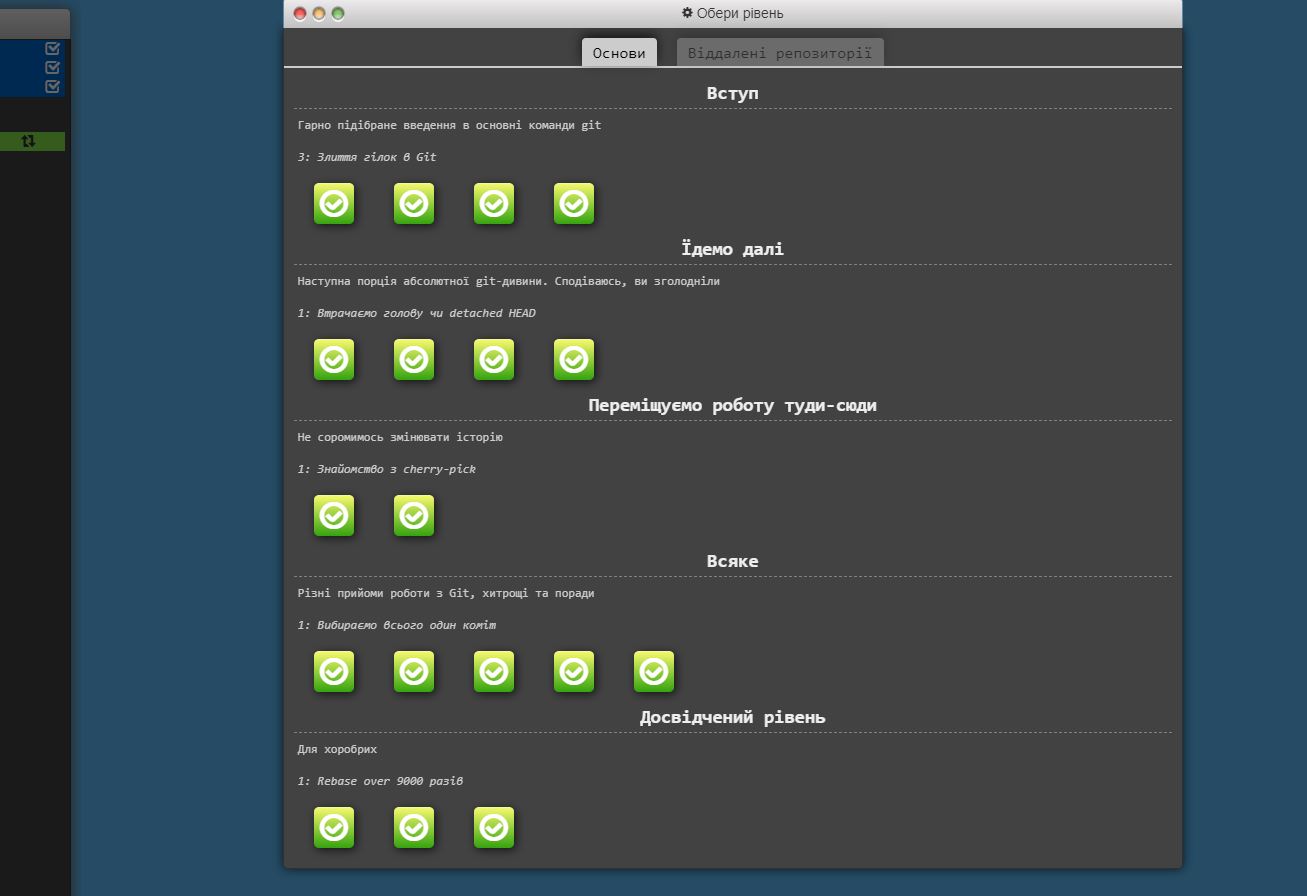 Обери рівень
Основи
Віддалені репозиторії
Вступ
Гарно підібране введення в основні команди git
3: Злиття гілок в Git
Їдемо далі
Наступна порція абсолютної git-дивини. Сподіваюсь, ви зголодніли
1: Втрачаємо голову чи detached HEAD
Переміщуємо роботу туди-сюди
Не соромимось змінювати історію
1: Знайомство з cherry-pick
Всяке
Різні прийоми роботи з Git, хитрощі та поради
1: Вибираємо всього один коміт
Досвідчений рівень
Для хоробрих
1: Rebase over 9000 разів